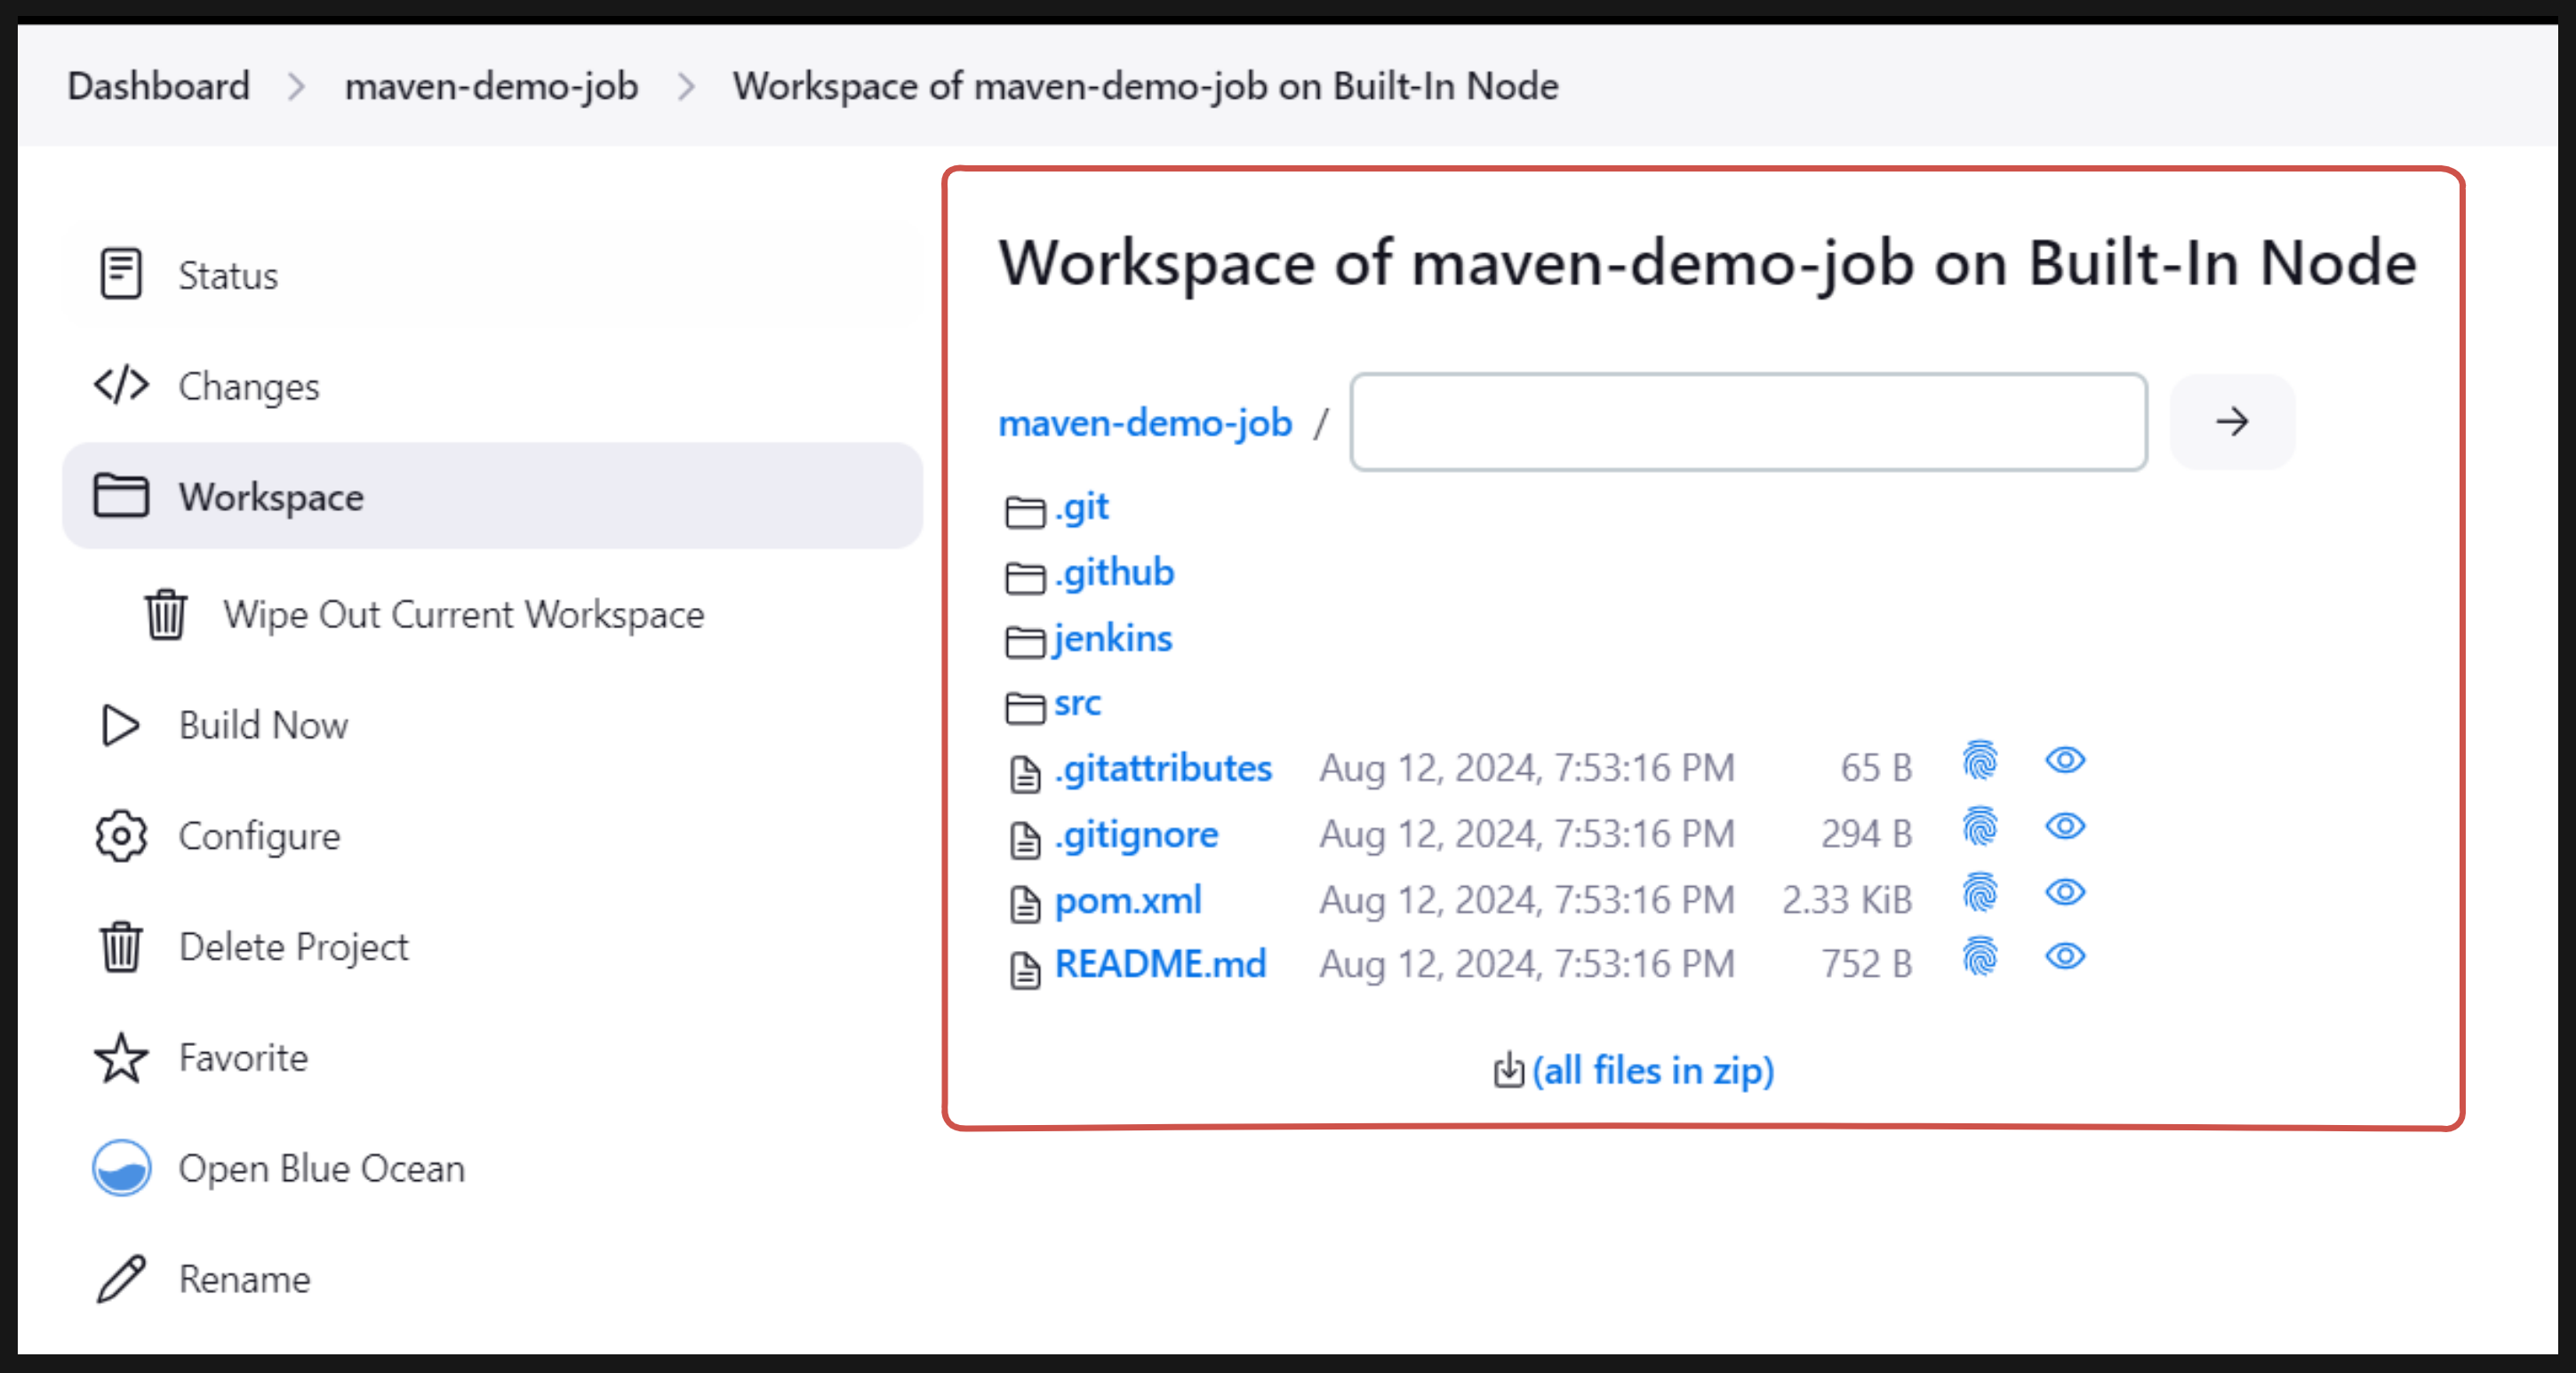 Dashboard > maven-demo-job > Workspace of maven-demo-job on Built-In Node
Status
Changes
Workspace
Wipe Out Current Workspace
Build Now
Configure
Delete Project
Favorite
Open Blue Ocean
Rename
Workspace of maven-demo-job on Built-In Node
maven-demo-job /
.git
.github
jenkins
src
.gitattributes Aug 12, 2024, 7:53:16 PM 65 B
.gitignore Aug 12, 2024, 7:53:16 PM 294 B
pom.xml Aug 12, 2024, 7:53:16 PM 2.33 KiB
README.md Aug 12, 2024, 7:53:16 PM 752 B
(all files in zip)